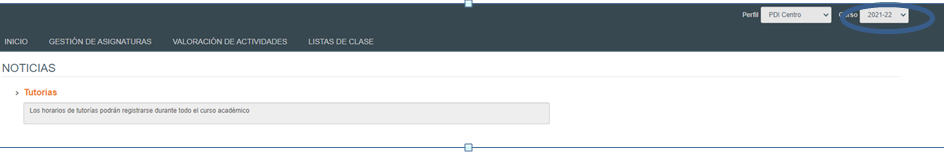 Perfil PDI Centro Curso 2021-22
INICIO GESTIÓN DE ASIGNATURAS VALORACIÓN DE ACTIVIDADES LISTAS DE CLASE
NOTICIAS
Tutorias
Los horarios de tutorías podrán registrarse durante todo el curso académico